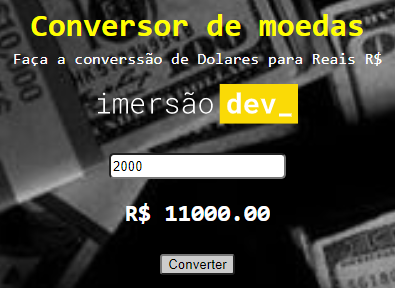 Conversor de moedas
Faça a converssão de Dolares para Reais R$
imersão dev_
2000
R$ 11000.00
Converter